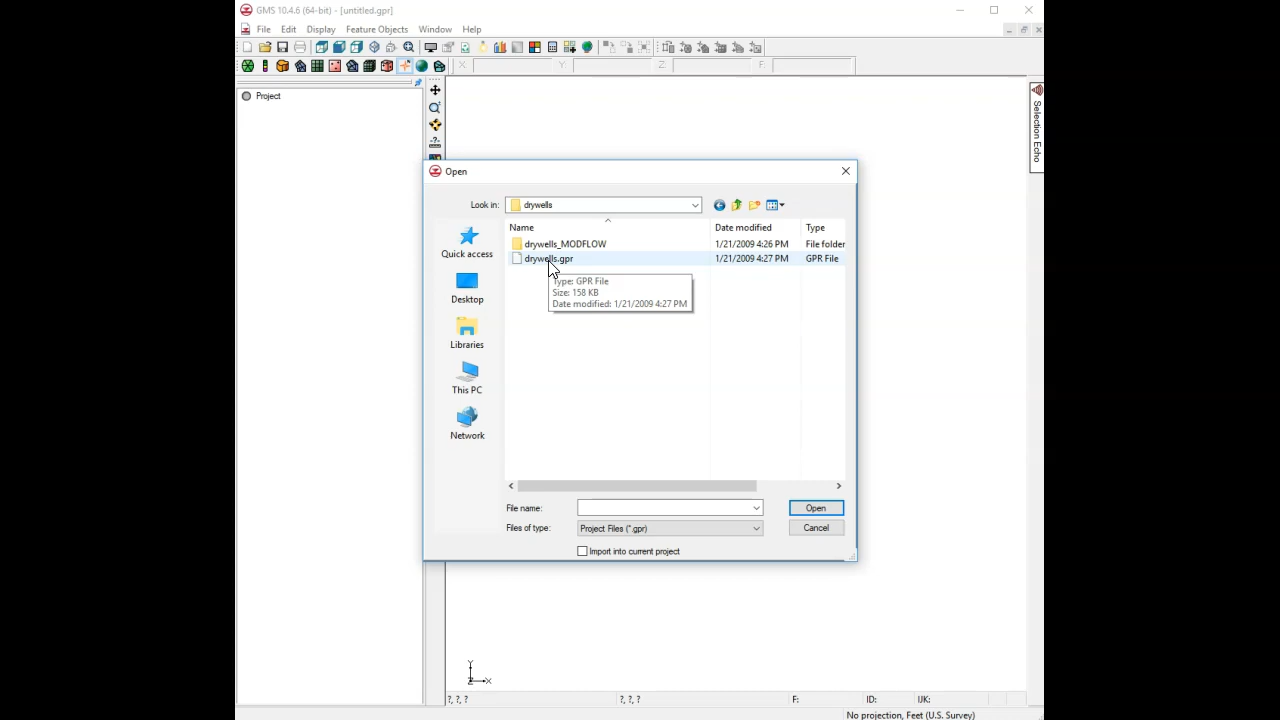 GMS 10.4.6 (64-bit) - [untitled.gpr]
File Edit Display Feature Objects Window Help
X: Y: Z: F:
Project
Selection Echo
Open
Look in: drywells
Name Date modified Type
drywells_MODFLOW 1/21/2009 4:26 PM File folder
drywells.gpr 1/21/2009 4:27 PM GPR File
Type: GPR File
Size: 158 KB
Date modified: 1/21/2009 4:27 PM
Quick access
Desktop
Libraries
This PC
Network
File name: Open
Files of type: Project Files (*.gpr) Cancel
Import into current project
Y
Z X
?, ?, ? ?, ?, ? F: ID: IJK:
No projection, Feet (U.S. Survey)